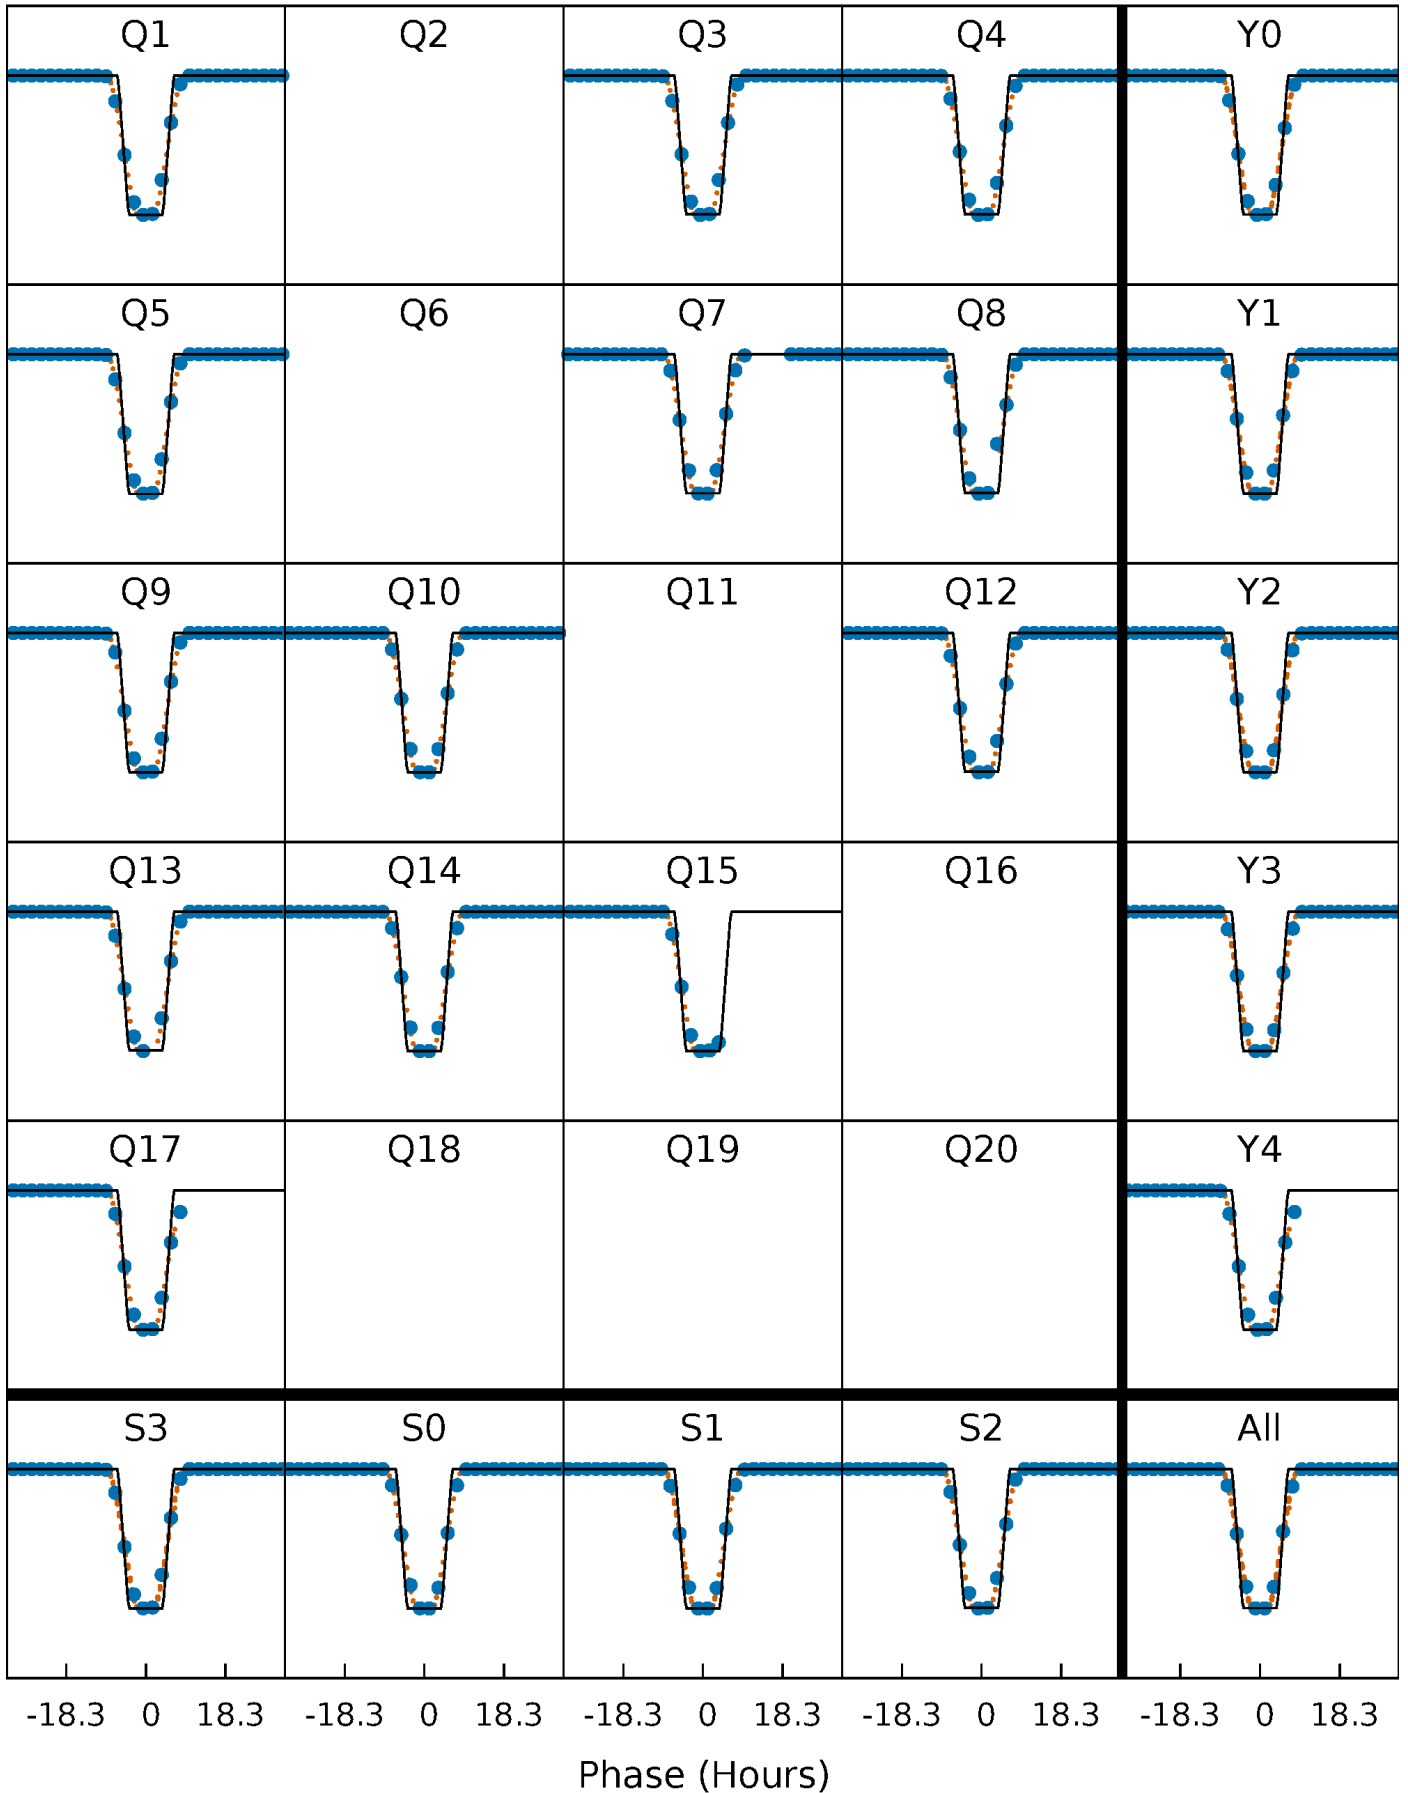 Q1 Q2 Q3 Q4 Y0
Q5 Q6 Q7 Q8 Y1
Q9 Q10 Q11 Q12 Y2
Q13 Q14 Q15 Q16 Y3
Q17 Q18 Q19 Q20 Y4
S3 S0 S1 S2 All
-18.3 0 18.3 -18.3 0 18.3 -18.3 0 18.3 -18.3 0 18.3 -18.3 0 18.3
Phase (Hours)